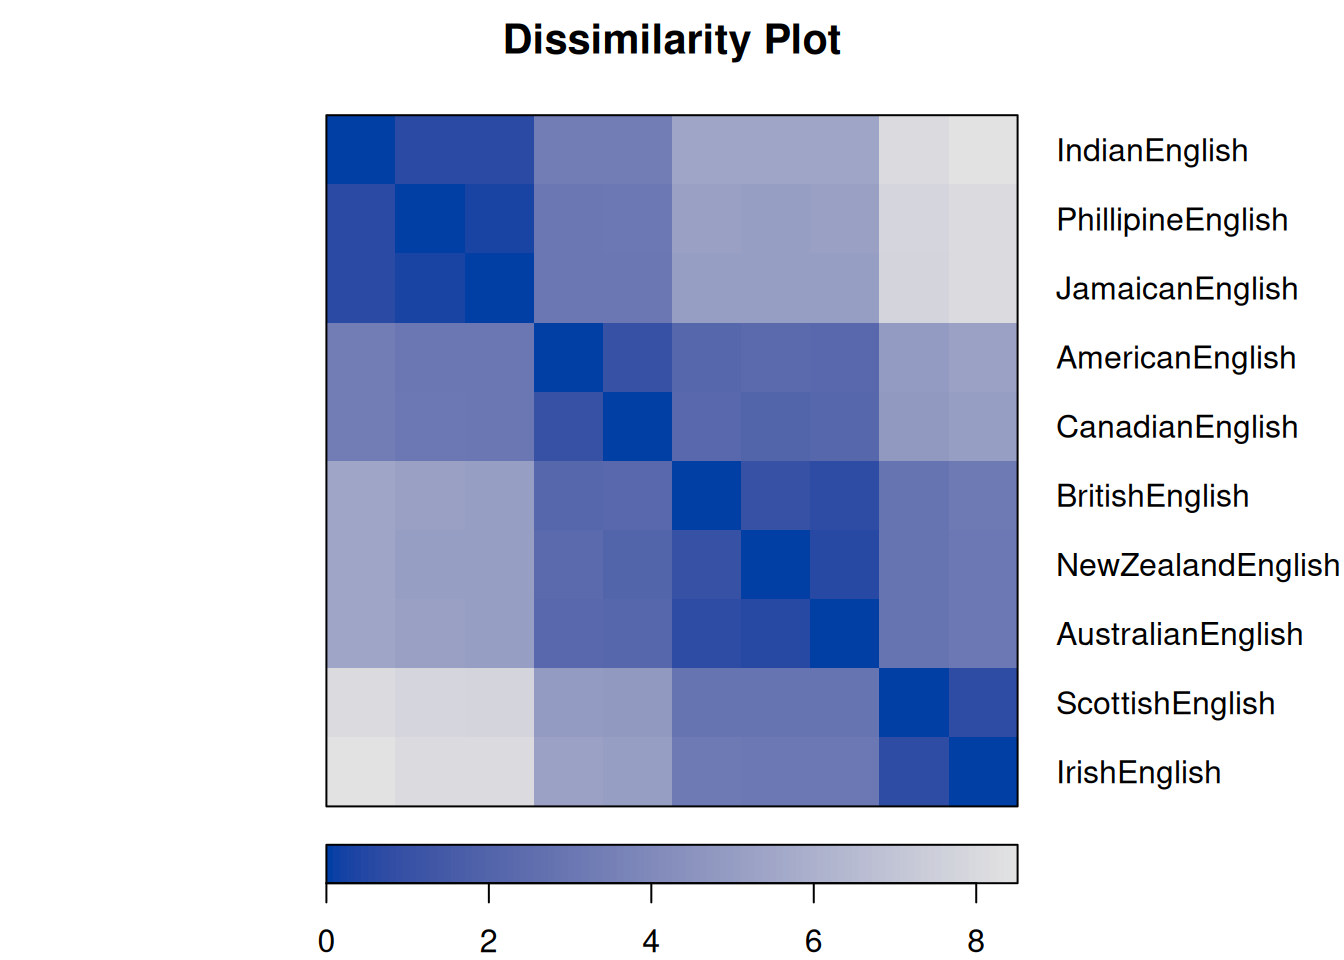 Dissimilarity Plot
IndianEnglish
PhillipineEnglish
JamaicanEnglish
AmericanEnglish
CanadianEnglish
BritishEnglish
NewZealandEnglish
AustralianEnglish
ScottishEnglish
IrishEnglish
0 2 4 6 8